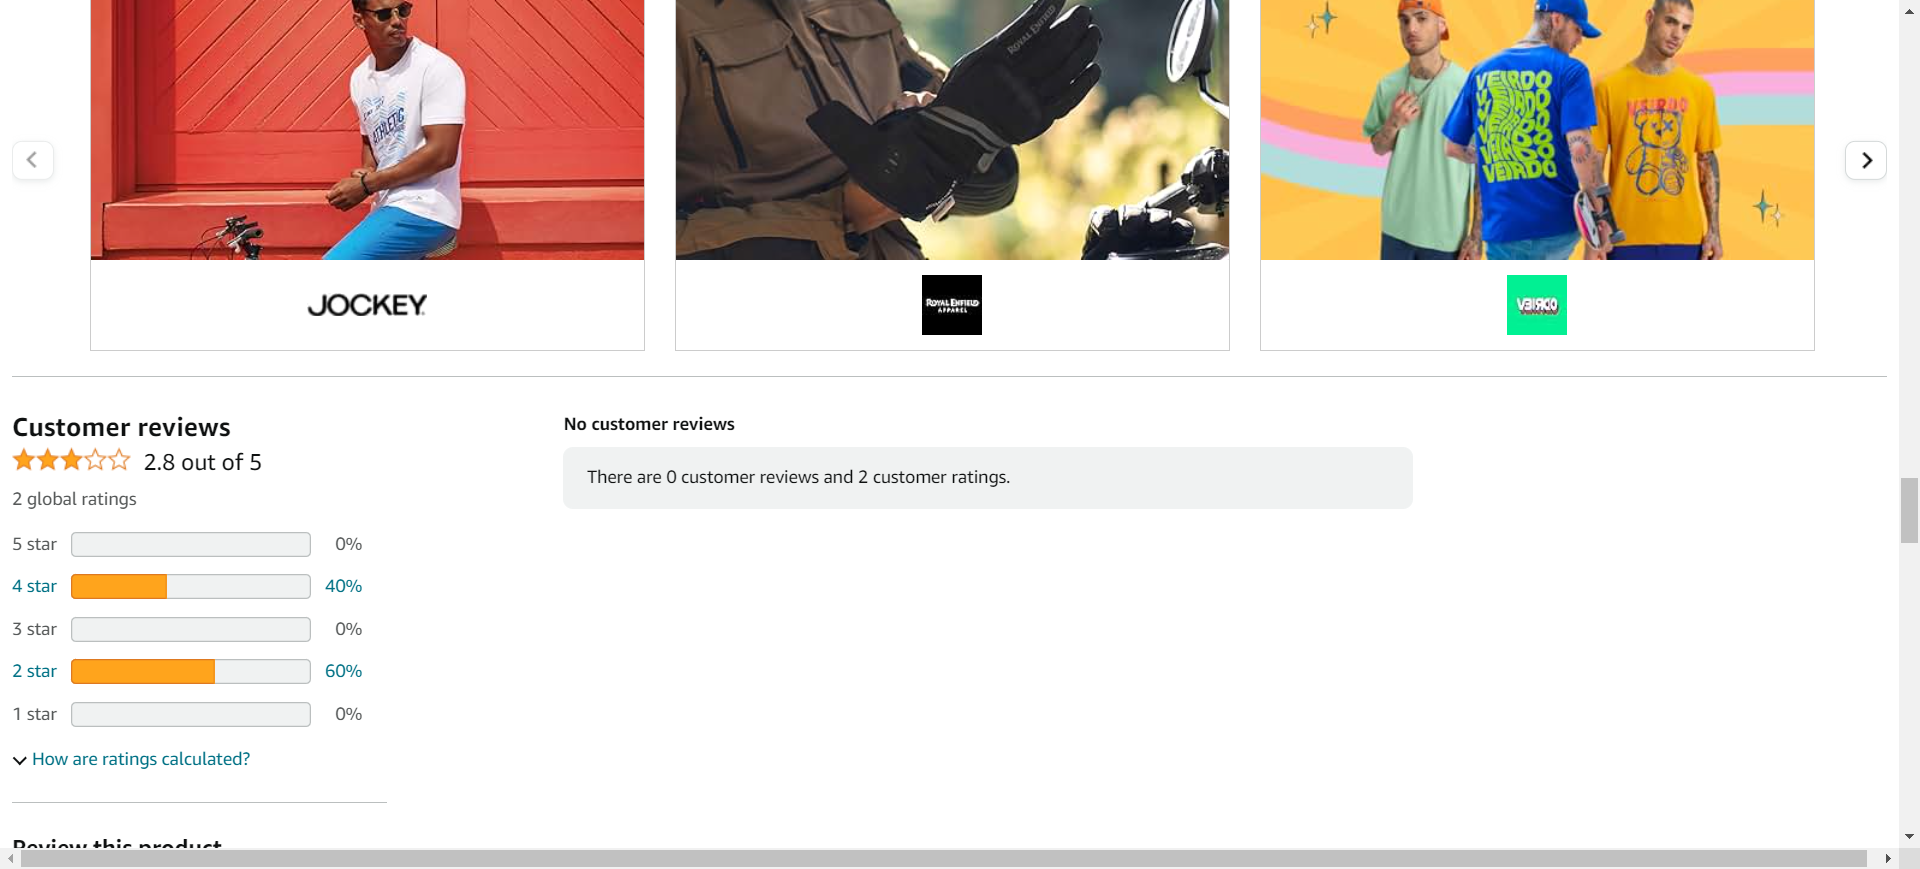 ROYAL ENFIELD
ATHLETIC
VEIRDO
VEIRDO
VEIRDO
VEIRDO
VEIRDO
VEIRDO
VEIRDO
JOCKEY
ROYAL ENFIELD
APPAREL
VEIRDO
Customer reviews
2.8 out of 5
2 global ratings
5 star 0%
4 star 40%
3 star 0%
2 star 60%
1 star 0%
How are ratings calculated?
No customer reviews
There are 0 customer reviews and 2 customer ratings.
Review this product